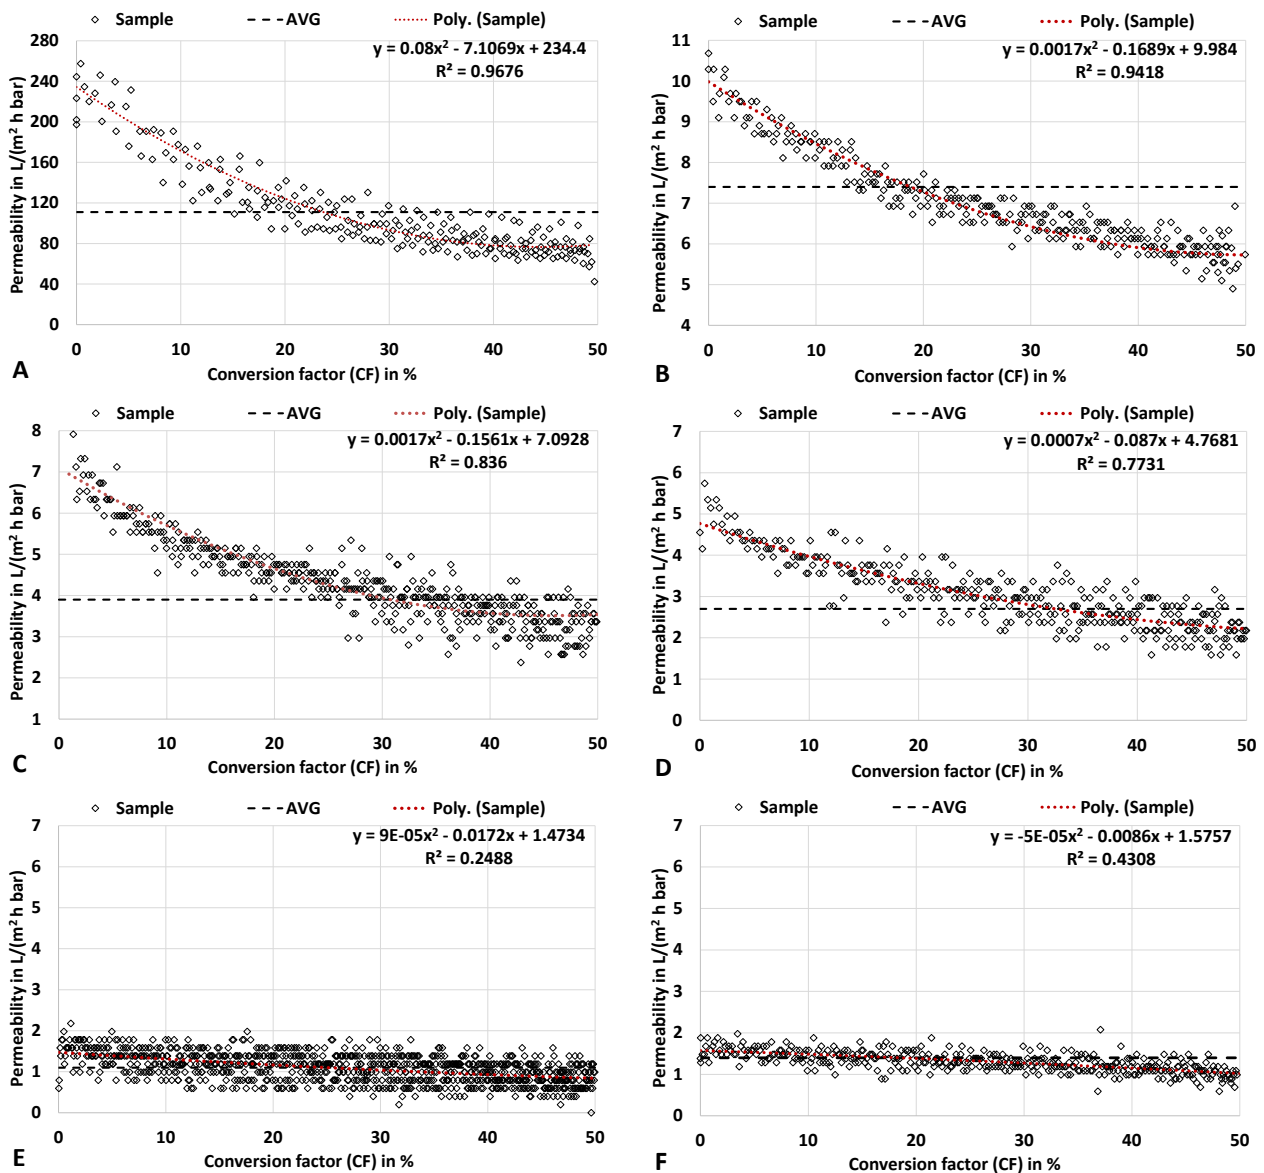 Sample AVG Poly. (Sample)
y = 0.08x² - 7.1069x + 234.4
R² = 0.9676
Permeability in L/(m² h bar)
280
240
200
160
120
80
40
0
0 10 20 30 40 50
Conversion factor (CF) in %
A
Sample AVG Poly. (Sample)
y = 0.0017x² - 0.1689x + 9.984
R² = 0.9418
Permeability in L/(m² h bar)
11
10
9
8
7
6
5
4
0 10 20 30 40 50
Conversion factor (CF) in %
B
Sample AVG Poly. (Sample)
y = 0.0017x² - 0.1561x + 7.0928
R² = 0.836
Permeability in L/(m² h bar)
8
7
6
5
4
3
2
1
0 10 20 30 40 50
Conversion factor (CF) in %
C
Sample AVG Poly. (Sample)
y = 0.0007x² - 0.087x + 4.7681
R² = 0.7731
Permeability in L/(m² h bar)
7
6
5
4
3
2
1
0
0 10 20 30 40 50
Conversion factor (CF) in %
D
Sample AVG Poly. (Sample)
y = 9E-05x² - 0.0172x + 1.4734
R² = 0.2488
Permeability in L/(m² h bar)
7
6
5
4
3
2
1
0
0 10 20 30 40 50
Conversion factor (CF) in %
E
Sample AVG Poly. (Sample)
y = -5E-05x² - 0.0086x + 1.5757
R² = 0.4308
Permeability in L/(m² h bar)
7
6
5
4
3
2
1
0
0 10 20 30 40 50
Conversion factor (CF) in %
F